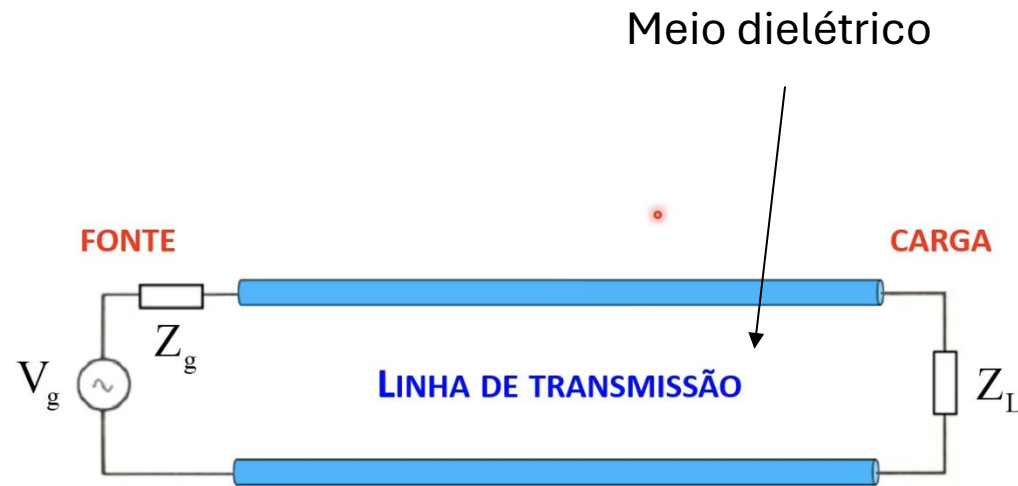 Meio dielétrico
FONTE
CARGA
Zg
Vg
LINHA DE TRANSMISSÃO
ZL